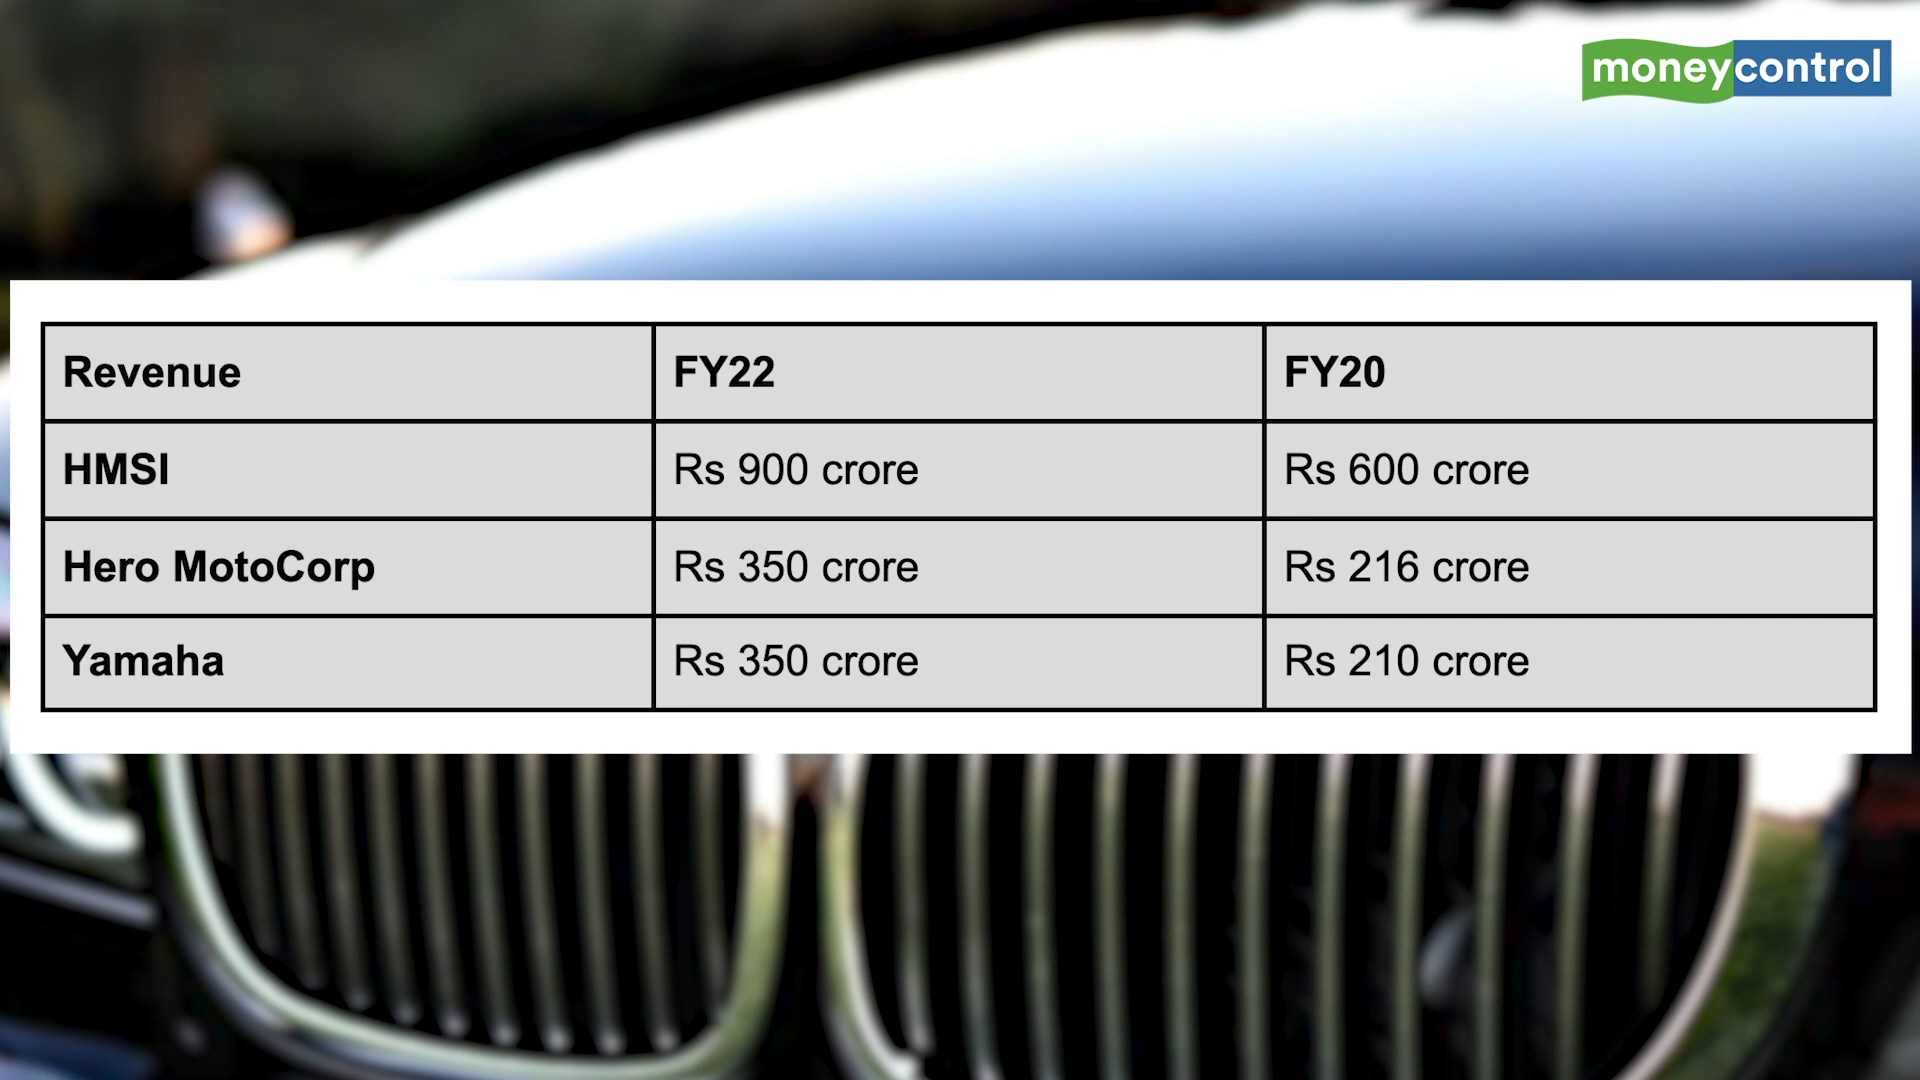 moneycontrol
Revenue FY22 FY20
HMSI Rs 900 crore Rs 600 crore
Hero MotoCorp Rs 350 crore Rs 216 crore
Yamaha Rs 350 crore Rs 210 crore